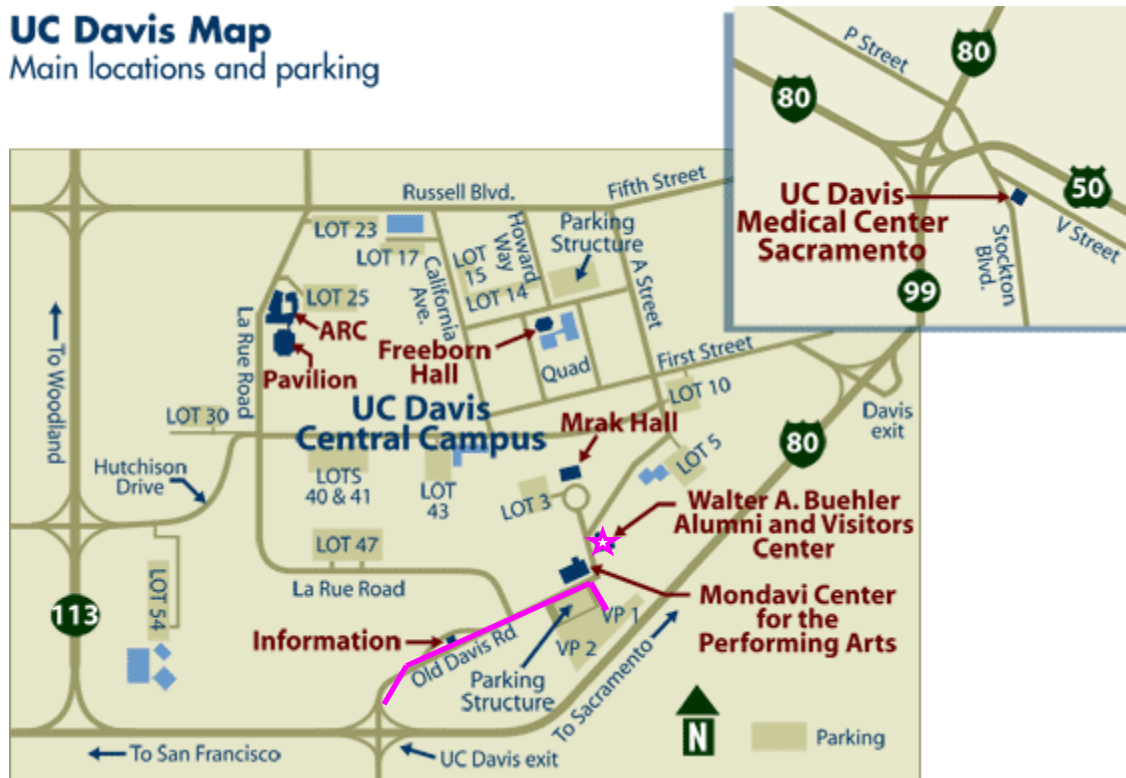 UC Davis Map
Main locations and parking
P Street
80
80
50
UC Davis
Medical Center
Sacramento
V Street
Stockton
Blvd.
99
Russell Blvd.
Fifth Street
LOT 23
LOT 17
California
Ave.
LOT
15
Howard
Way
LOT 14
Parking
Structure
A Street
To Woodland
La Rue Road
LOT 25
ARC
Pavilion
Freeborn
Hall
Quad
First Street
LOT 10
Davis
exit
80
LOT 30
UC Davis
Central Campus
Mrak Hall
Hutchison
Drive
LOTS
40 & 41
LOT
43
LOT 3
LOT 5
Walter A. Buehler
Alumni and Visitors
Center
LOT 47
La Rue Road
LOT 54
113
Information
Old Davis Rd
VP 1
VP 2
Mondavi Center
for the
Performing Arts
Parking
Structure
To Sacramento
N
Parking
To San Francisco
UC Davis exit